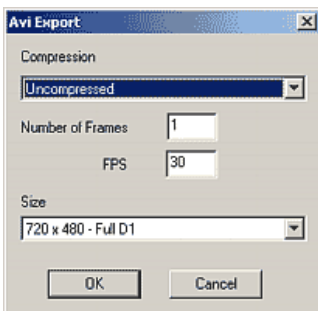 Avi Export
Compression
Uncompressed
Number of Frames 1
FPS 30
Size
720 x 480 - Full D1
OK Cancel